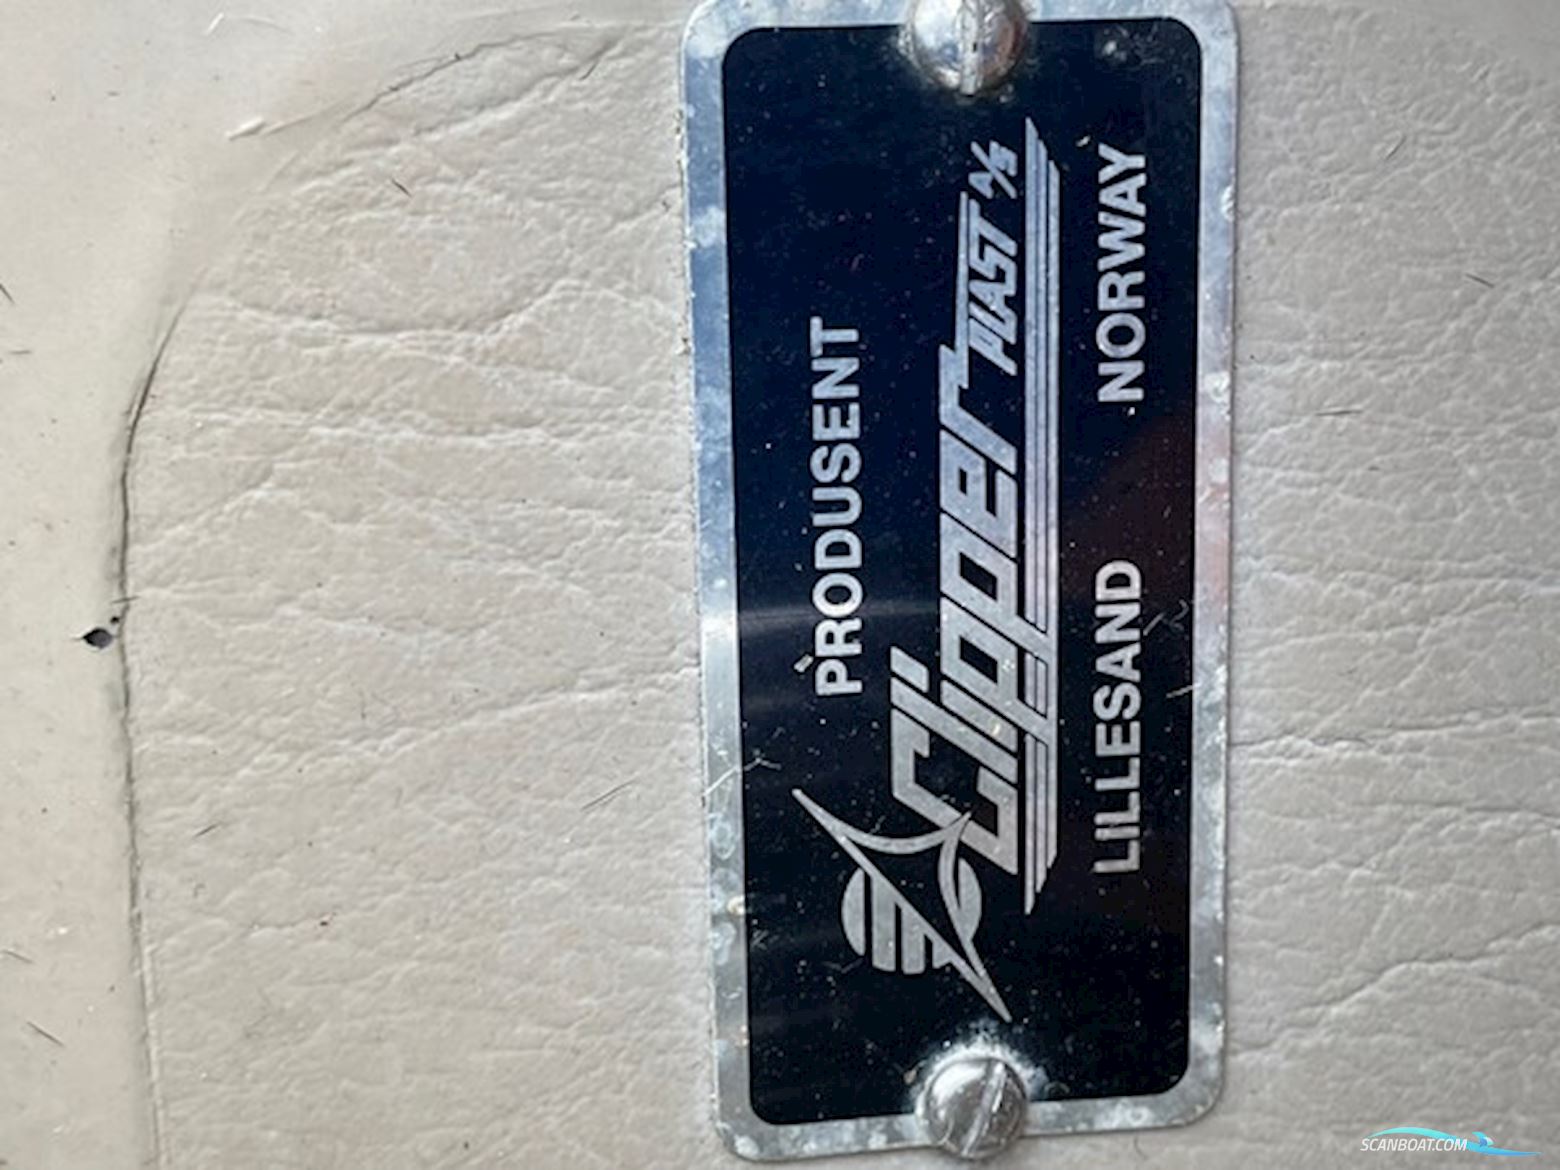 PRODUSENT
Clipper PLAST A/S
LILLESAND NORWAY
SCANBOAT.COM